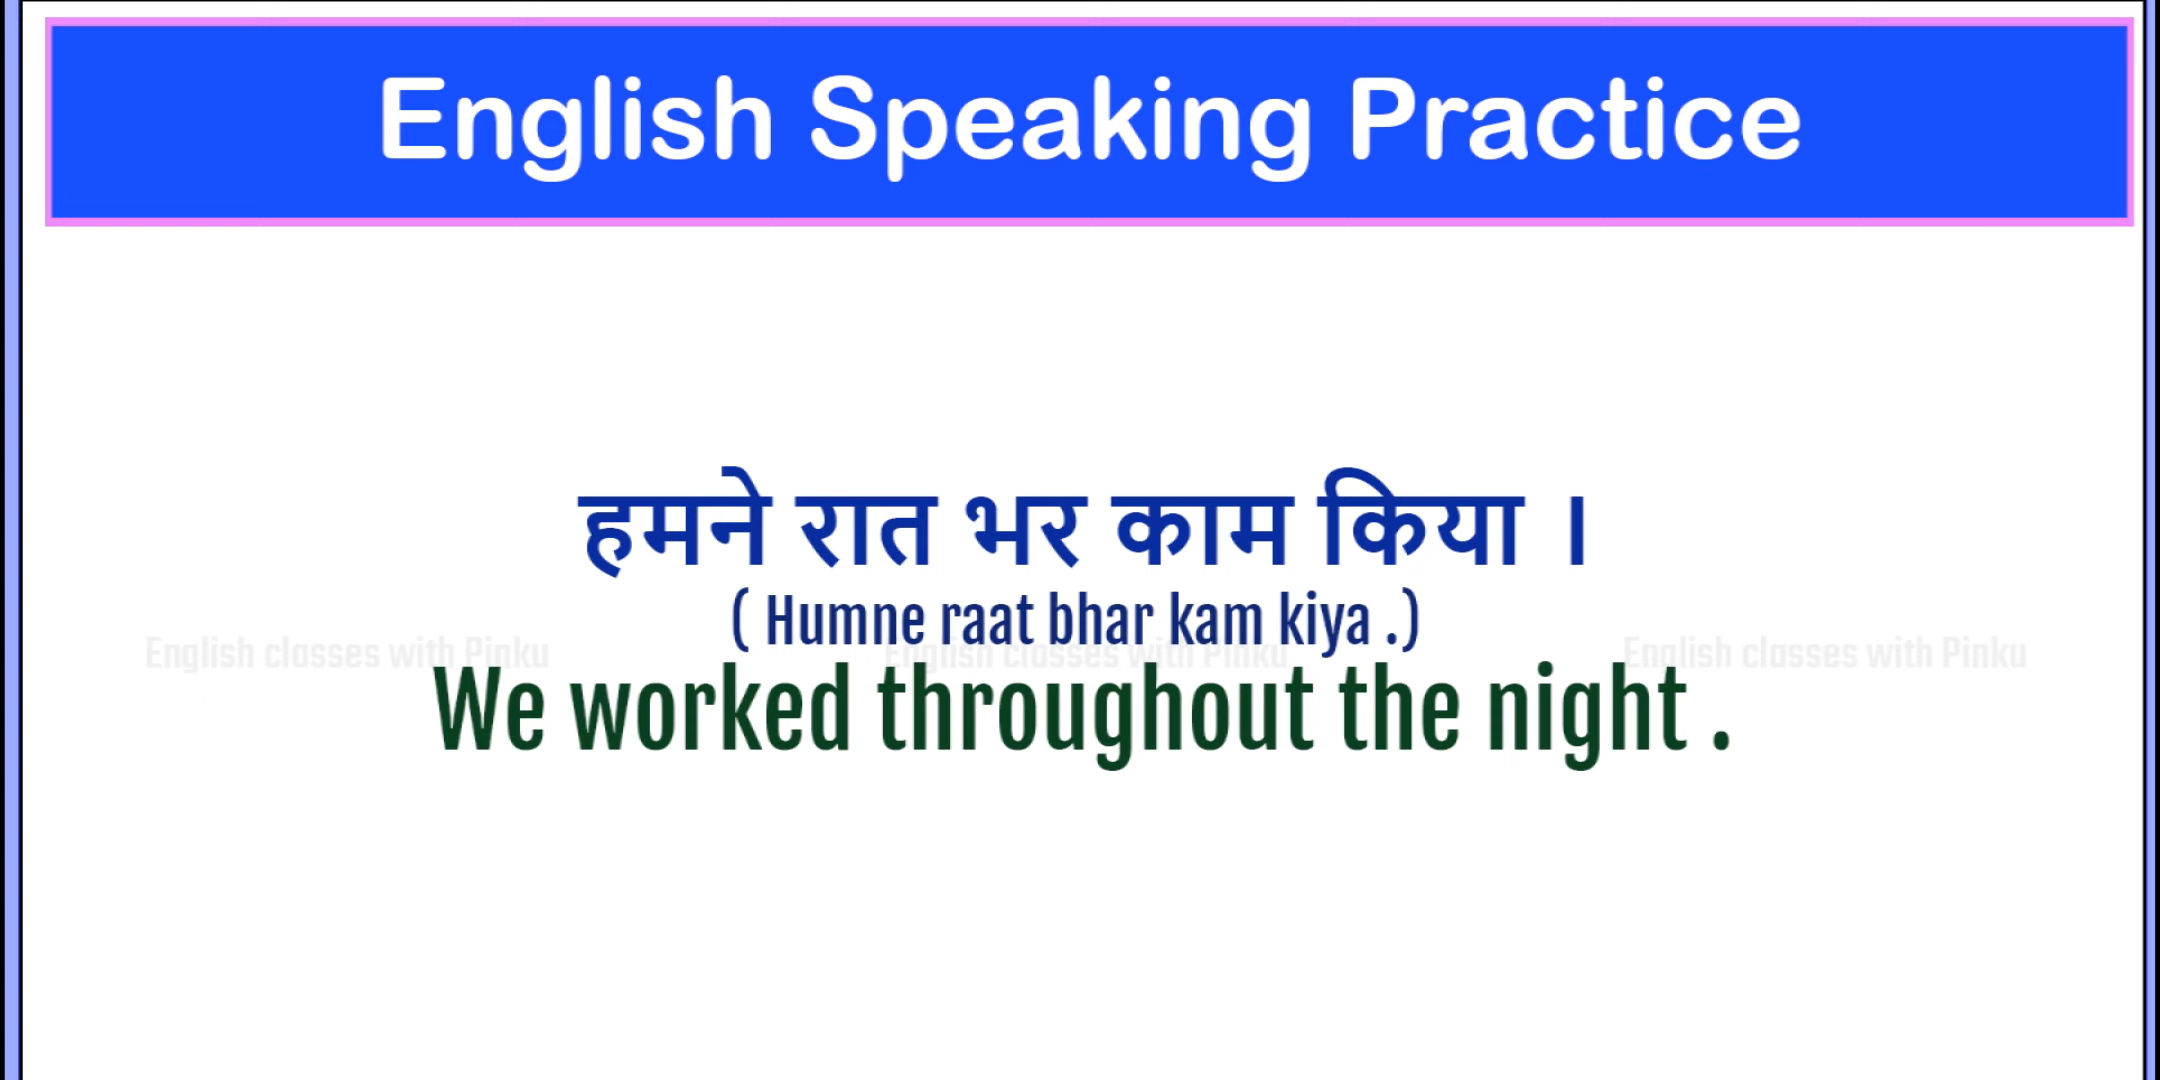 English Speaking Practice
हमने रात भर काम किया ।
( Humne raat bhar kam kiya .)
English classes with Pinku English classes with Pinku English classes with Pinku
We worked throughout the night .